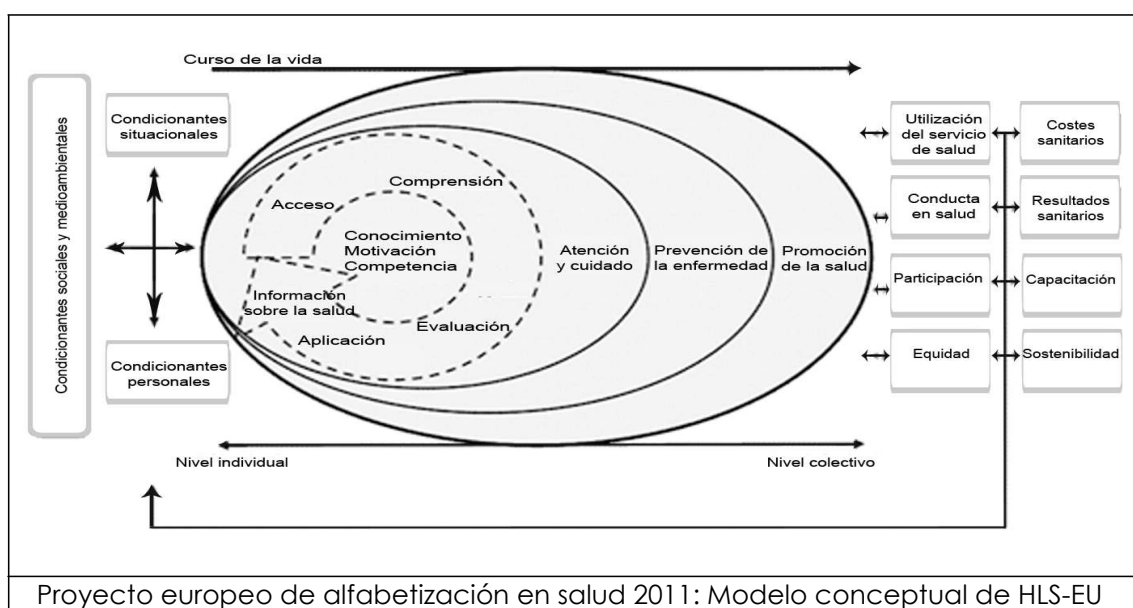 Curso de la vida
Condicionantes sociales y medioambientales
Condicionantes
situacionales
Condicionantes
personales
Acceso
Comprensión
Conocimiento
Motivación
Competencia
Información
sobre la salud
Aplicación
Evaluación
Atención
y cuidado
Prevención de
la enfermedad
Promoción
de la salud
Utilización
del servicio
de salud
Costes
sanitarios
Conducta
en salud
Resultados
sanitarios
Participación
Capacitación
Equidad
Sostenibilidad
Nivel individual
Nivel colectivo
Proyecto europeo de alfabetización en salud 2011: Modelo conceptual de HLS-EU